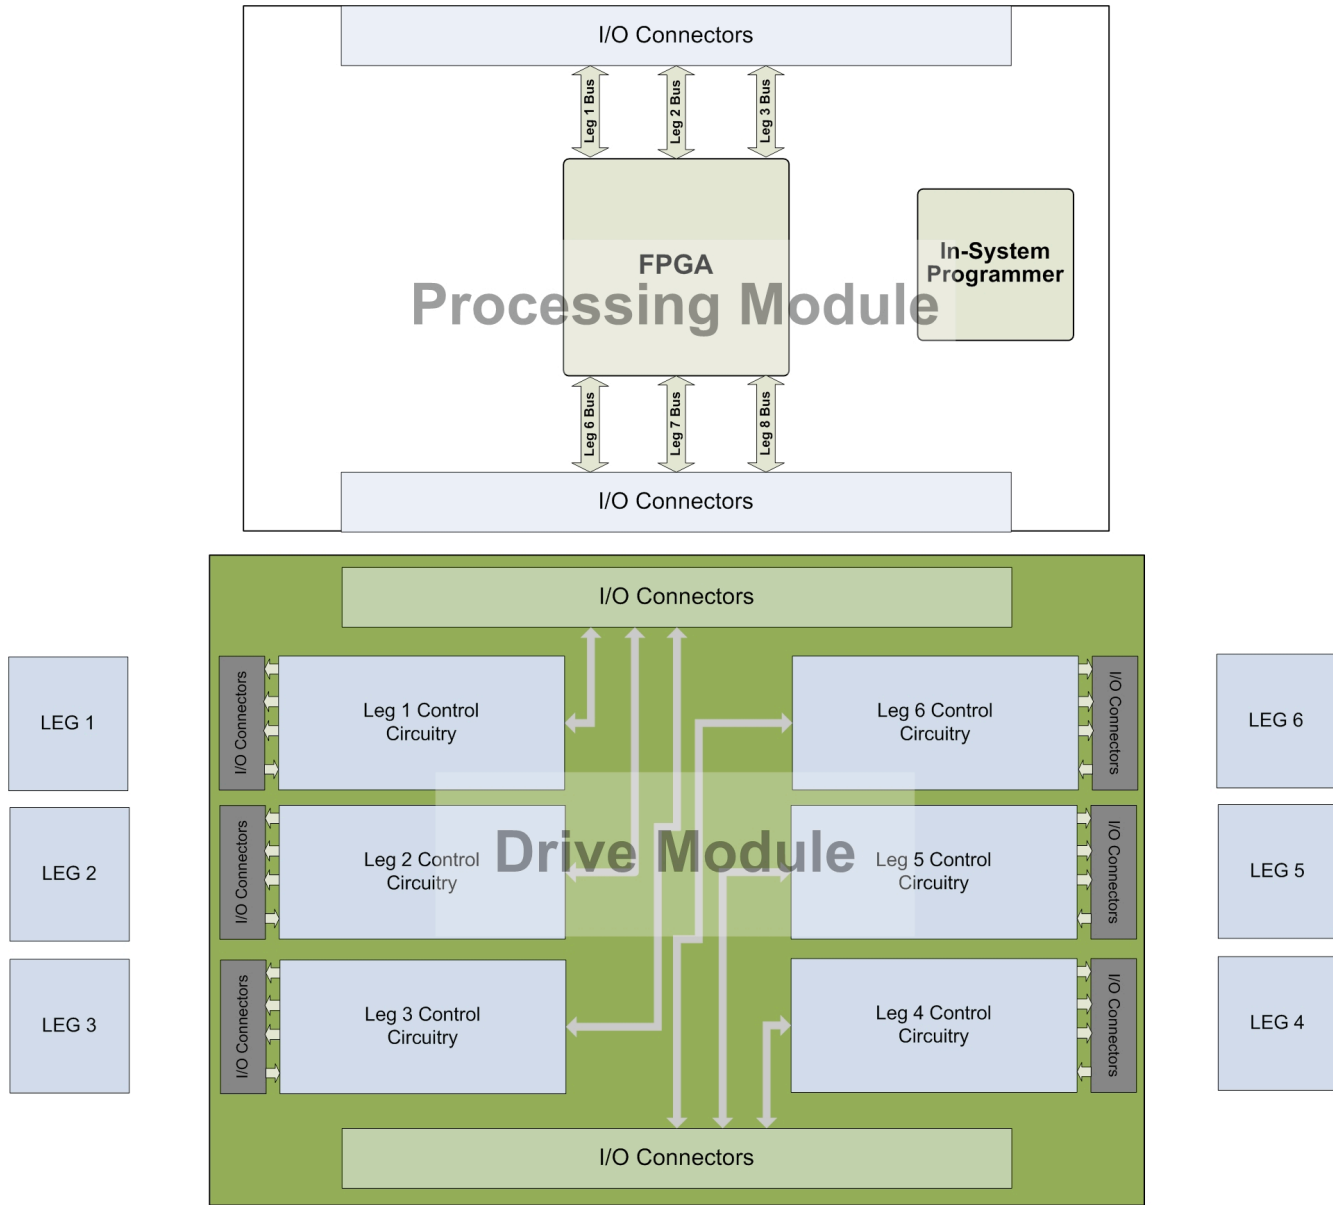 I/O Connectors
Leg 1 Bus
Leg 2 Bus
Leg 3 Bus
FPGA
In-System
Programmer
Processing Module
Leg 6 Bus
Leg 7 Bus
Leg 8 Bus
I/O Connectors
I/O Connectors
LEG 1
I/O Connectors
Leg 1 Control
Circuitry
Leg 6 Control
Circuitry
I/O Connectors
LEG 6
LEG 2
I/O Connectors
Leg 2 Control
Circuitry
Drive Module
Leg 5 Control
Circuitry
I/O Connectors
LEG 5
LEG 3
I/O Connectors
Leg 3 Control
Circuitry
Leg 4 Control
Circuitry
I/O Connectors
LEG 4
I/O Connectors